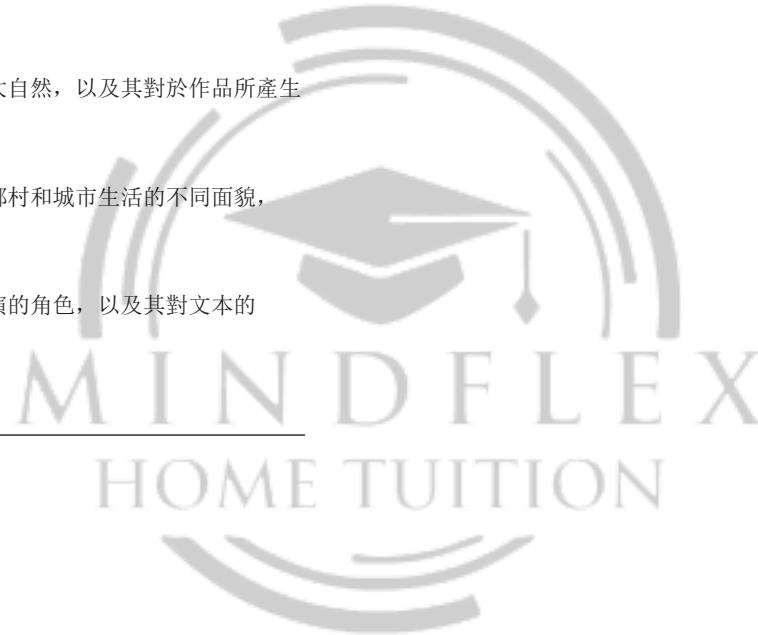 大自然，以及其對於作品所產生
村和城市生活的不同面貌，
的角色，以及其對文本的
MINDFLEX
HOME TUITION